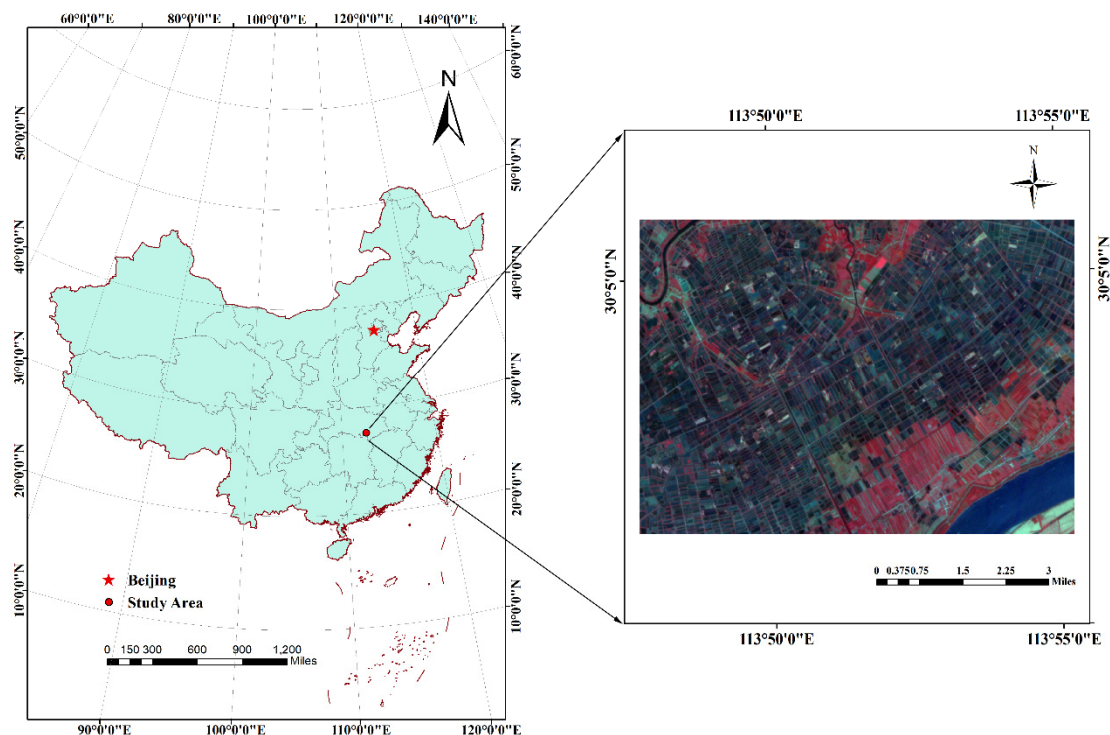 60°0'0"E 80°0'0"E 100°0'0"E 120°0'0"E 140°0'0"E
60°0'0"N
50°0'0"N
40°0'0"N
30°0'0"N
20°0'0"N
10°0'0"N
N
60°0'0"N
50°0'0"N
40°0'0"N
30°0'0"N
20°0'0"N
10°0'0"N
Beijing
Study Area
0 150 300 600 900 1,200
Miles
90°0'0"E 100°0'0"E 110°0'0"E 120°0'0"E
113°50'0"E 113°55'0"E
N
30°5'0"N
30°5'0"N
0 0.375 0.75 1.5 2.25 3
Miles
113°50'0"E 113°55'0"E